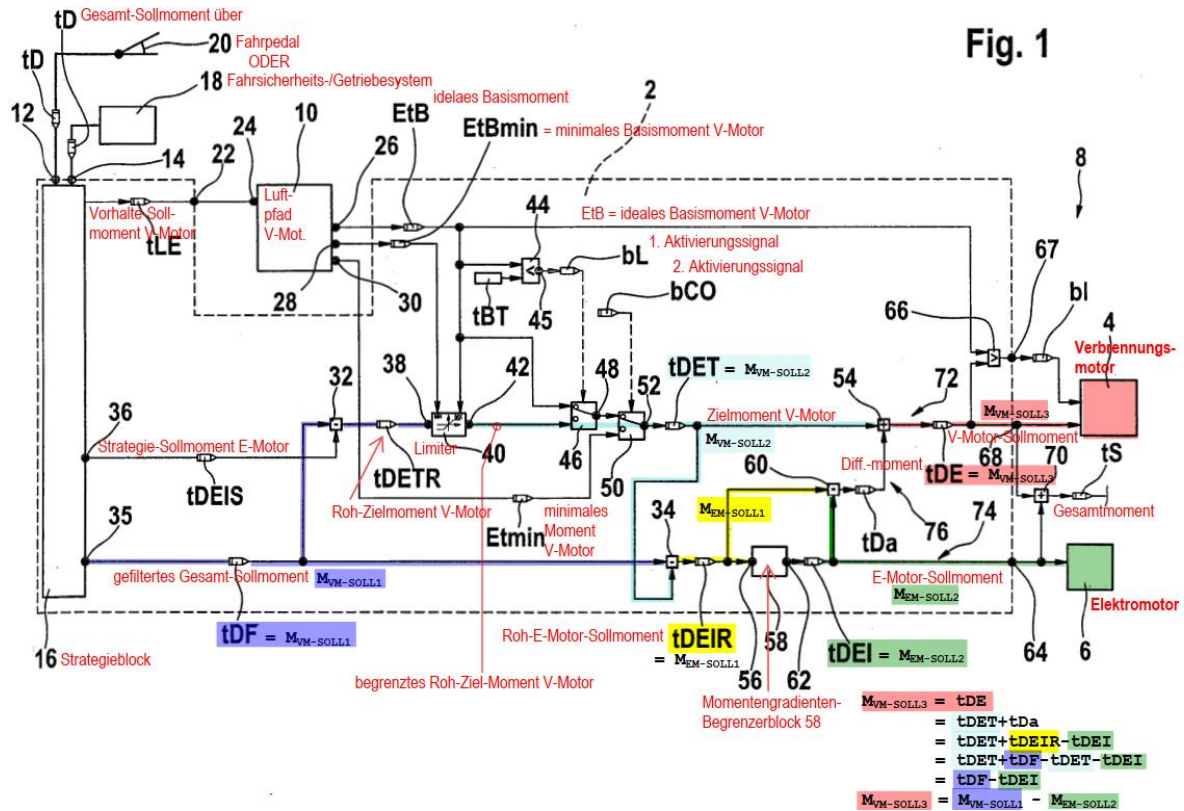 tD Gesamt-Sollmoment über
Fig. 1
20 Fahrpedal
ODER
tD
18 Fahrsicherheits-/Getriebesystem
idelaes Basismoment
2
12
10
EtB
EtBmin = minimales Basismoment V-Motor
14
22
24
26
8
Luft-
pfad
V-Mot.
44
EtB = ideales Basismoment V-Motor
Vorhalte-Soll-
moment V-Motor
tLE
1. Aktivierungssignal
bL
67
2. Aktivierungssignal
28
30
tBT
<
45
bCO
66
>
bI
4
Verbrennungs-
motor
32
38
42
48
52
tDET = MVM-SOLL2
54
72
36
Zielmoment V-Motor
MVM-SOLL3
Strategie-Sollmoment E-Motor
Limiter
40
46
50
MVM-SOLL2
V-Motor-Sollmoment
tDEIS
tDETR
60
Diff.-moment
tDE = MVM-SOLL3
68
70
tS
Roh-Zielmoment V-Motor
Etmin
minimales
Moment
V-Motor
34
MEM-SOLL1
tDa
76
74
Gesamtmoment
35
gefiltertes Gesamt-Sollmoment
MVM-SOLL1
E-Motor-Sollmoment
MEM-SOLL2
Elektromotor
tDF = MVM-SOLL1
Roh-E-Motor-Sollmoment
tDEIR
= MEM-SOLL1
58
16 Strategieblock
56
62
tDEI = MEM-SOLL2
64
6
begrenztes Roh-Ziel-Moment V-Motor
Momentengradienten-
Begrenzerblock 58
MVM-SOLL3 = tDE
= tDET+tDa
= tDET+tDEIR-tDEI
= tDET+tDF-tDET-tDEI
= tDF-tDEI
MVM-SOLL3 = MVM-SOLL1 - MEM-SOLL2